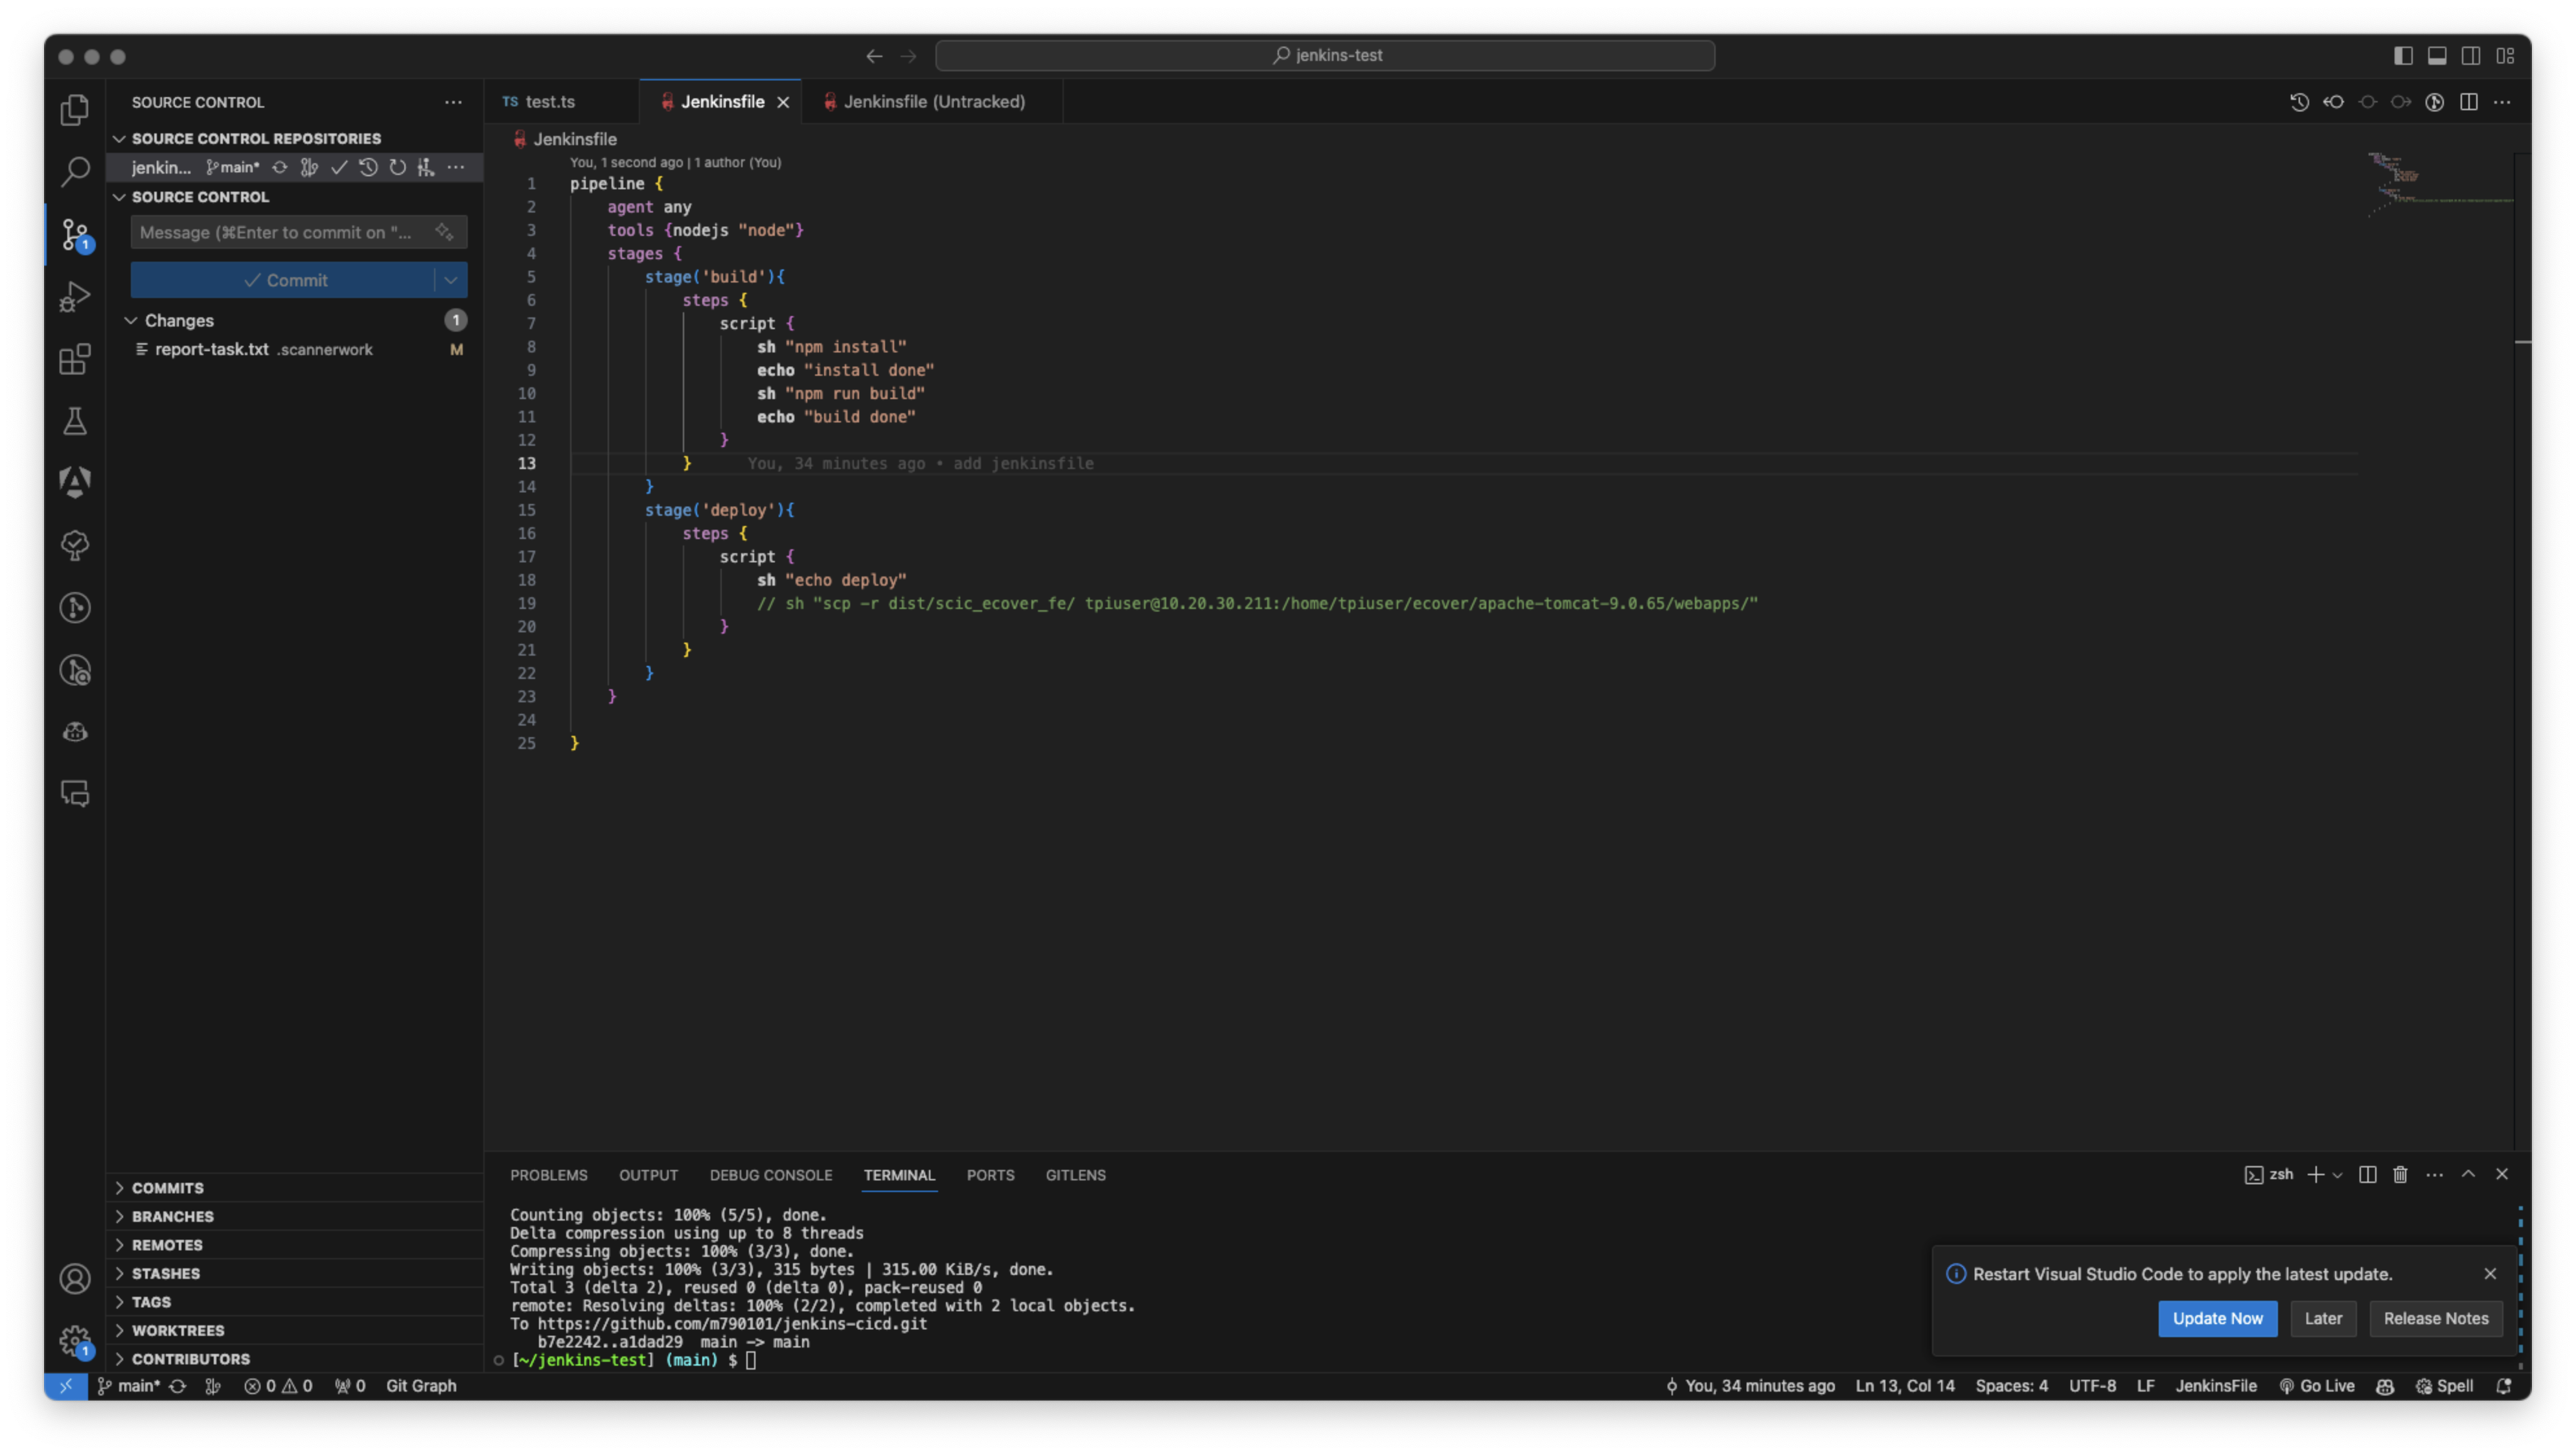 jenkins-test
SOURCE CONTROL
SOURCE CONTROL REPOSITORIES
jenkin... main*
SOURCE CONTROL
Message (⌘Enter to commit on "...
Commit
Changes 1
report-task.txt .scannerwork M
COMMITS
BRANCHES
REMOTES
STASHES
TAGS
WORKTREES
CONTRIBUTORS
1
1
TS test.ts
Jenkinsfile
Jenkinsfile (Untracked)
Jenkinsfile
You, 1 second ago | 1 author (You)
1 pipeline {
2     agent any
3     tools {nodejs "node"}
4     stages {
5         stage('build'){
6             steps {
7                 script {
8                     sh "npm install"
9                     echo "install done"
10                     sh "npm run build"
11                     echo "build done"
12                 }
13             } You, 34 minutes ago • add jenkinsfile
14         }
15         stage('deploy'){
16             steps {
17                 script {
18                     sh "echo deploy"
19                     // sh "scp -r dist/scic_ecover_fe/ tpiuser@10.20.30.211:/home/tpiuser/ecover/apache-tomcat-9.0.65/webapps/"
20                 }
21             }
22         }
23     }
24
25 }
PROBLEMS OUTPUT DEBUG CONSOLE TERMINAL PORTS GITLENS
zsh
Counting objects: 100% (5/5), done.
Delta compression using up to 8 threads
Compressing objects: 100% (3/3), done.
Writing objects: 100% (3/3), 315 bytes | 315.00 KiB/s, done.
Total 3 (delta 2), reused 0 (delta 0), pack-reused 0
remote: Resolving deltas: 100% (2/2), completed with 2 local objects.
To https://github.com/m790101/jenkins-cicd.git
   b7e2242..a1dad29  main -> main
[~/jenkins-test] (main) $
Restart Visual Studio Code to apply the latest update.
Update Now
Later
Release Notes
main* 0 0 0 Git Graph You, 34 minutes ago Ln 13, Col 14 Spaces: 4 UTF-8 LF JenkinsFile Go Live Spell